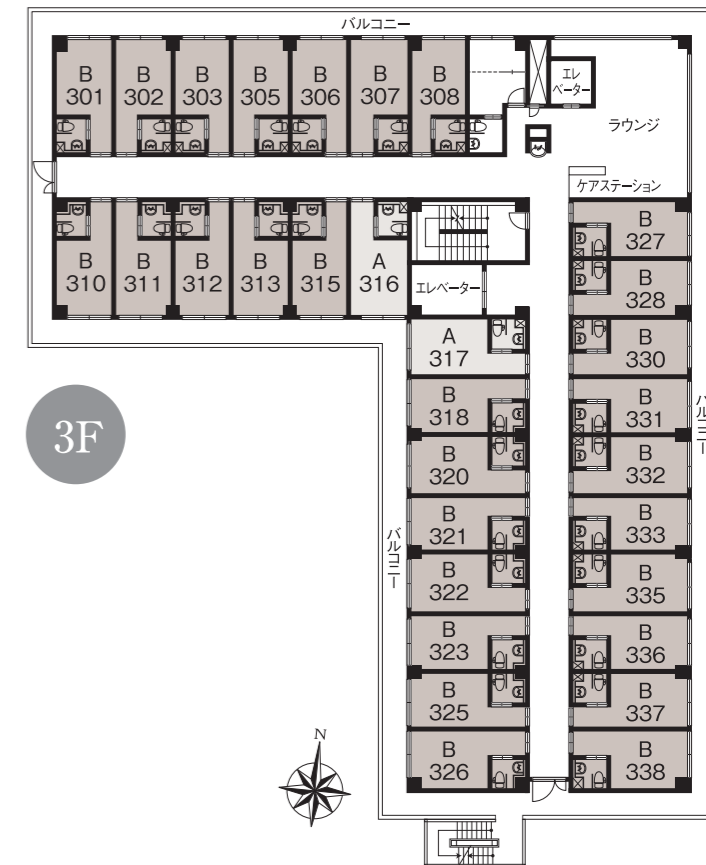 バルコニー
B
301
B
302
B
303
B
305
B
306
B
307
B
308
エレ
ベーター
ラウンジ
ケアステーション
B
310
B
311
B
312
B
313
B
315
A
316
エレベーター
B
327
B
328
A
317
B
330
B
318
B
331
バルコニー
B
320
B
332
3F
バルコニー
B
321
B
333
B
322
B
335
B
323
B
336
B
325
B
337
B
326
B
338
N